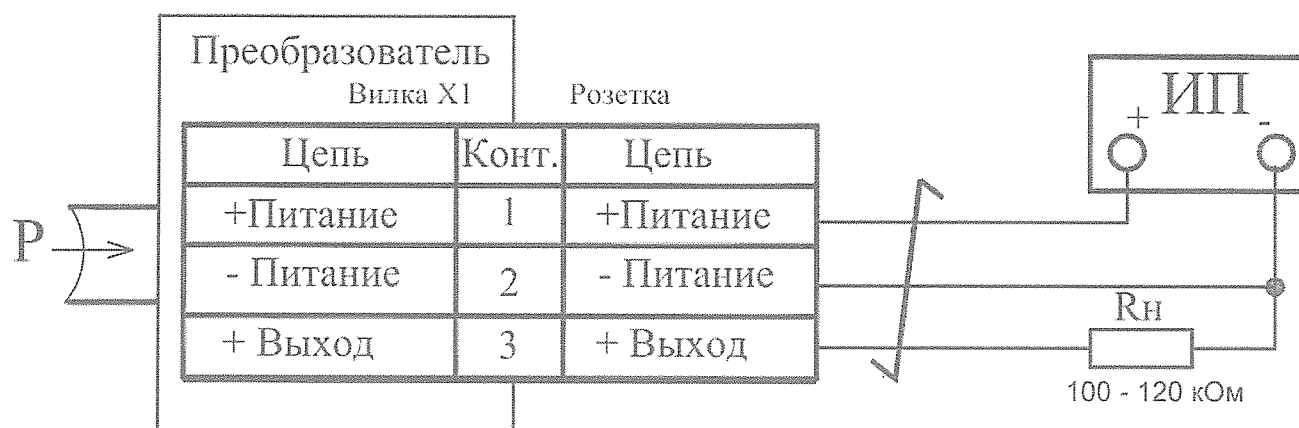 Преобразователь
Вилка X1 Розетка
Цепь Конт. Цепь
+Питание 1 +Питание
- Питание 2 - Питание
+ Выход 3 + Выход
P
ИП
+ -
Rн
100 - 120 кОм